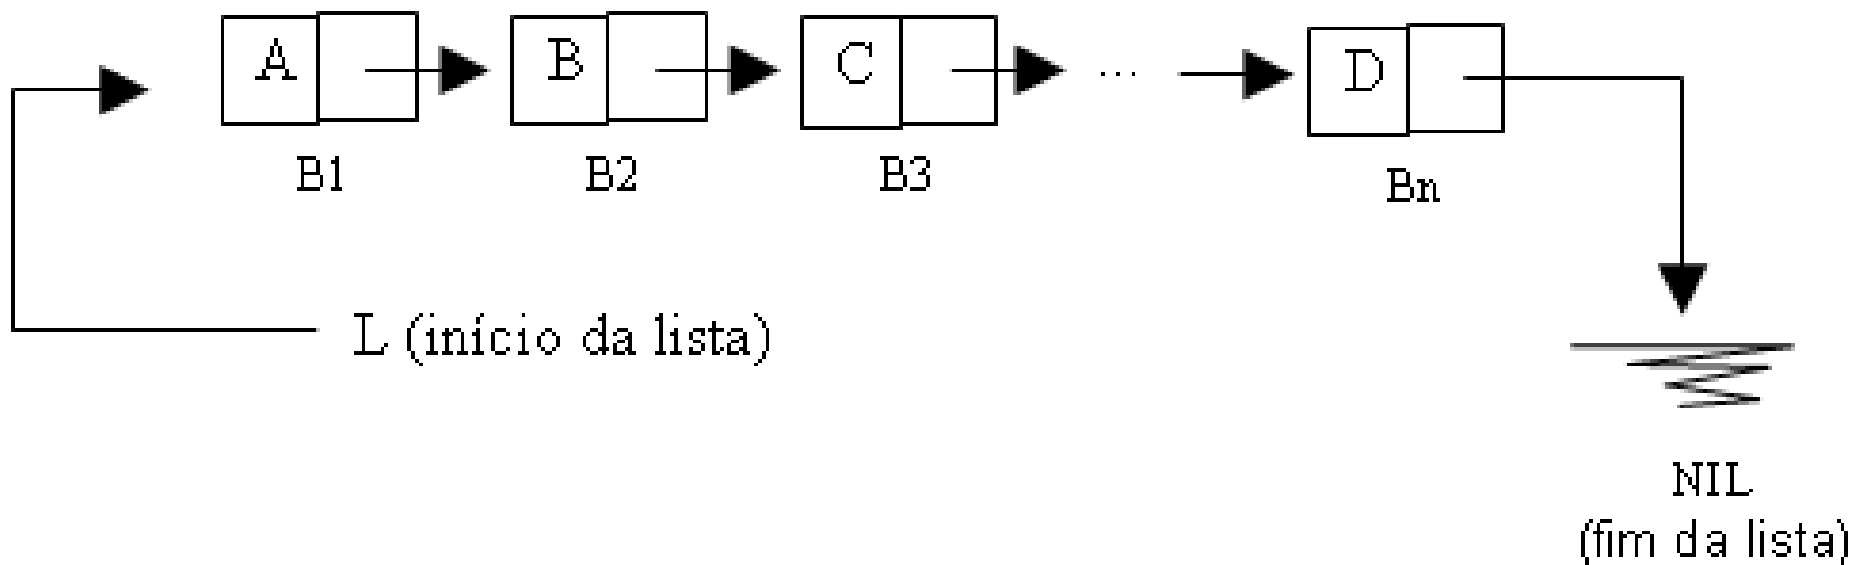 A B C ... D
B1 B2 B3 Bn
L (início da lista)
NIL
(fim da lista)